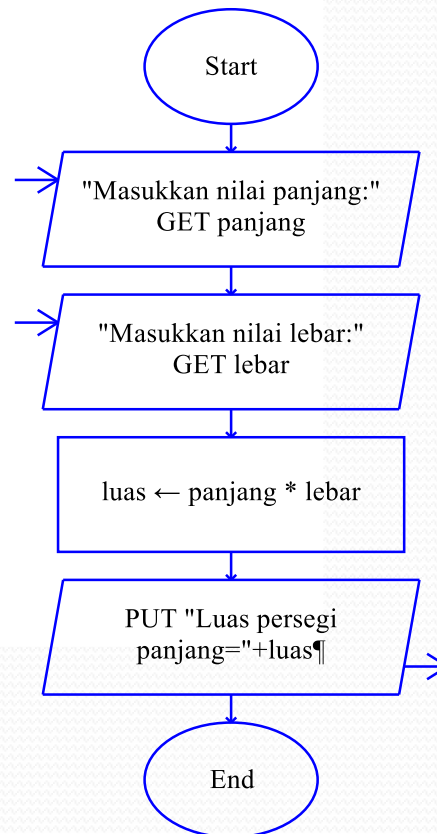 Start
"Masukkan nilai panjang:"
GET panjang
"Masukkan nilai lebar:"
GET lebar
luas ← panjang * lebar
PUT "Luas persegi
panjang="+luas¶
End